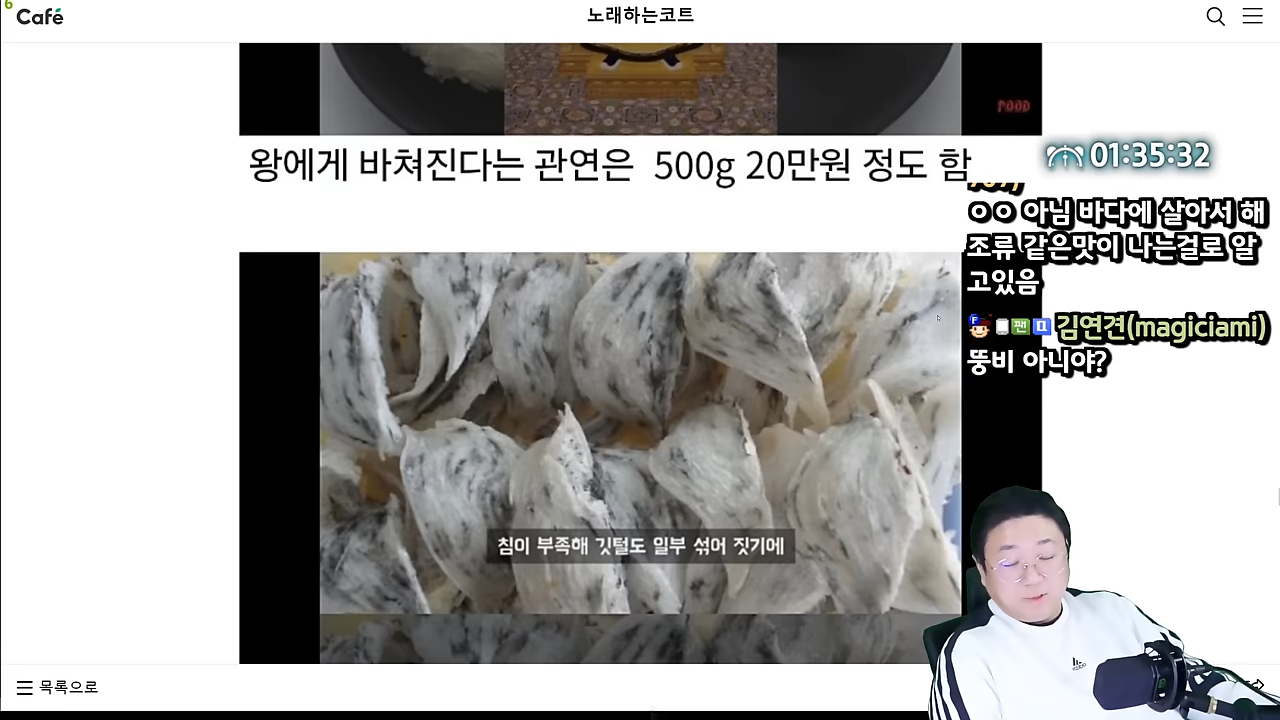 Café
노래하는코트
FOOD
왕에게 바쳐진다는 관연은 500g 20만원 정도 함
01:35:32
ㅇㅇ 아님 바다에 살아서 해
조류 같은맛이 나는걸로 알
고있음
팬 김연견(magiciami)
뚱비 아니야?
침이 부족해 깃털도 일부 섞어 짓기에
목록으로